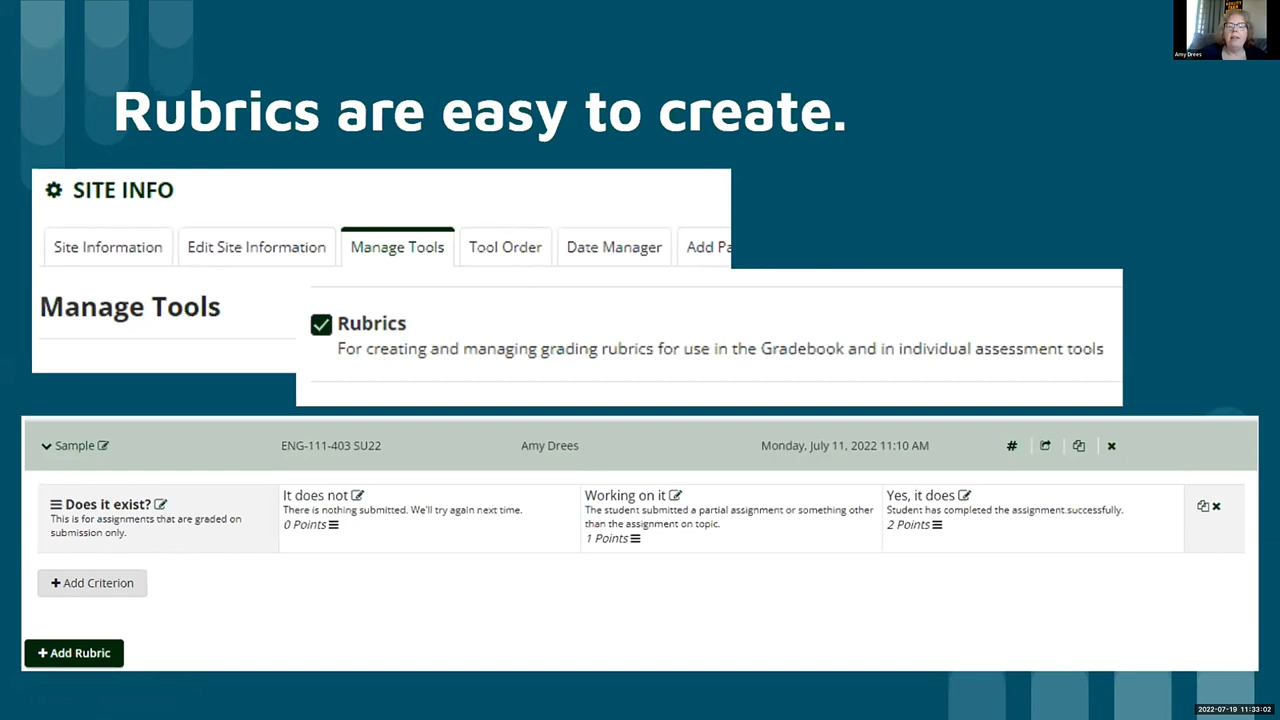 Amy Drees
Rubrics are easy to create.
SITE INFO
Site Information
Edit Site Information
Manage Tools
Tool Order
Date Manager
Add Pa
Manage Tools
Rubrics
For creating and managing grading rubrics for use in the Gradebook and in individual assessment tools
Sample
ENG-111-403 SU22
Amy Drees
Monday, July 11, 2022 11:10 AM
Does it exist?
This is for assignments that are graded on
submission only.
It does not
There is nothing submitted. We'll try again next time.
0 Points
Working on it
The student submitted a partial assignment or something other
than the assignment on topic.
1 Points
Yes, it does
Student has completed the assignment.successfully.
2 Points
Add Criterion
Add Rubric
2022-07-19 11:33:02